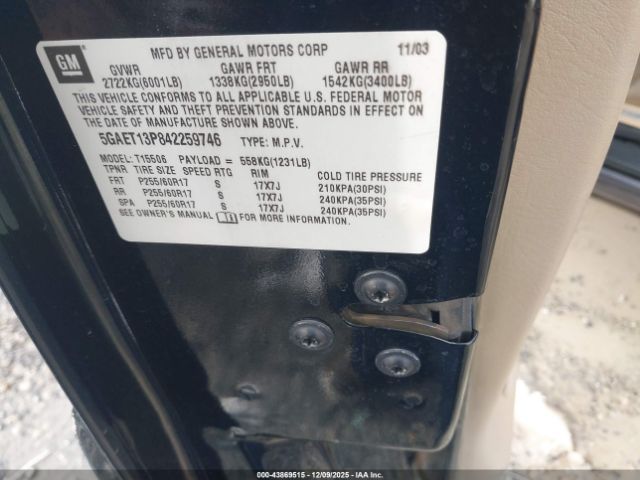 GM
MFD BY GENERAL MOTORS CORP 11/03
GVWR GAWR FRT GAWR RR
2722KG(6001LB) 1338KG(2950LB) 1542KG(3400LB)
THIS VEHICLE CONFORMS TO ALL APPLICABLE U.S. FEDERAL MOTOR
VEHICLE SAFETY AND THEFT PREVENTION STANDARDS IN EFFECT ON
THE DATE OF MANUFACTURE SHOWN ABOVE.
5GAET13P842259746 TYPE: M.P.V.
MODEL: T15506 PAYLOAD = 558KG(1231LB)
TPNR TIRE SIZE SPEED RTG RIM COLD TIRE PRESSURE
FRT P255/60R17 S 17X7J 210KPA(30PSI)
RR P255/60R17 S 17X7J 240KPA(35PSI)
SPA P255/60R17 S 17X7J 240KPA(35PSI)
SEE OWNER'S MANUAL FOR MORE INFORMATION.
000-43869515 - 12/09/2025 - IAA Inc.